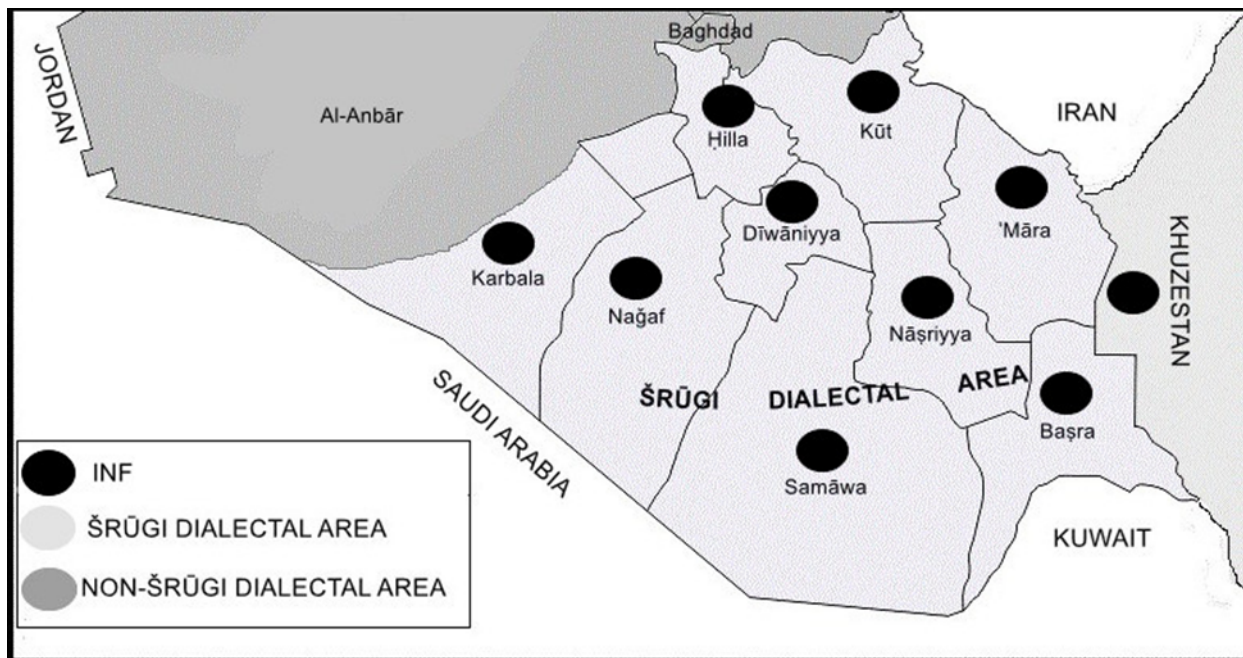 Baghdad
JORDAN
Al-Anbār
IRAN
Ḥilla
Kūt
Dīwāniyya
'Māra
KHUZESTAN
Karbala
Naǧaf
Nāṣriyya
ŠRŪGI DIALECTAL AREA
SAUDI ARABIA
Baṣra
Samāwa
KUWAIT
INF
ŠRŪGI DIALECTAL AREA
NON-ŠRŪGI DIALECTAL AREA